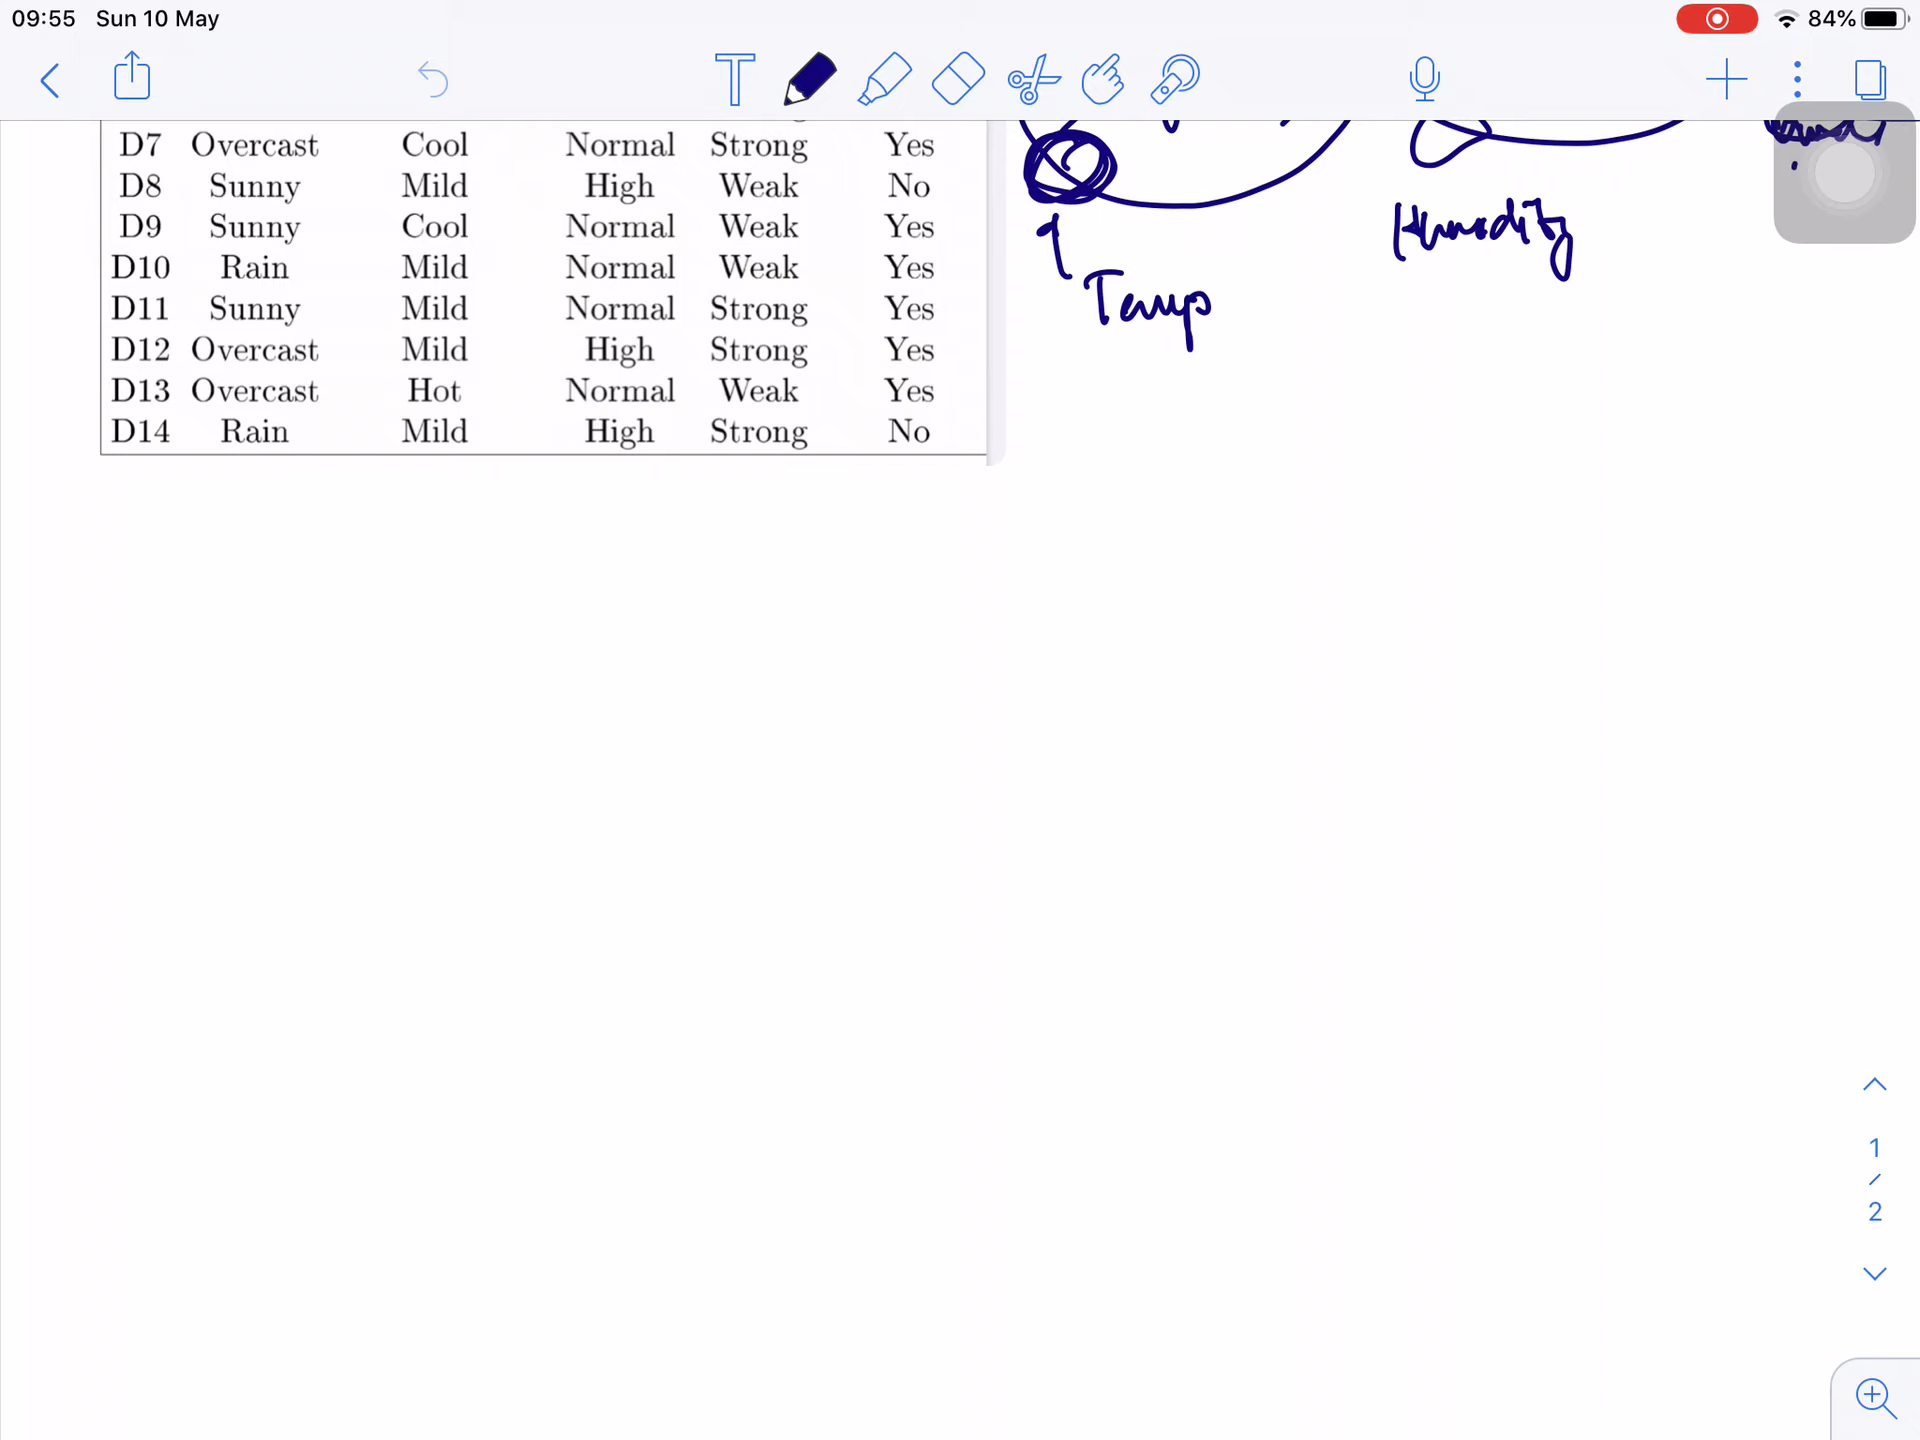 09:55 Sun 10 May 84%
D7 Overcast Cool Normal Strong Yes
D8 Sunny Mild High Weak No
D9 Sunny Cool Normal Weak Yes
D10 Rain Mild Normal Weak Yes
D11 Sunny Mild Normal Strong Yes
D12 Overcast Mild High Strong Yes
D13 Overcast Hot Normal Weak Yes
D14 Rain Mild High Strong No
Humidity
Temp
1
/
2